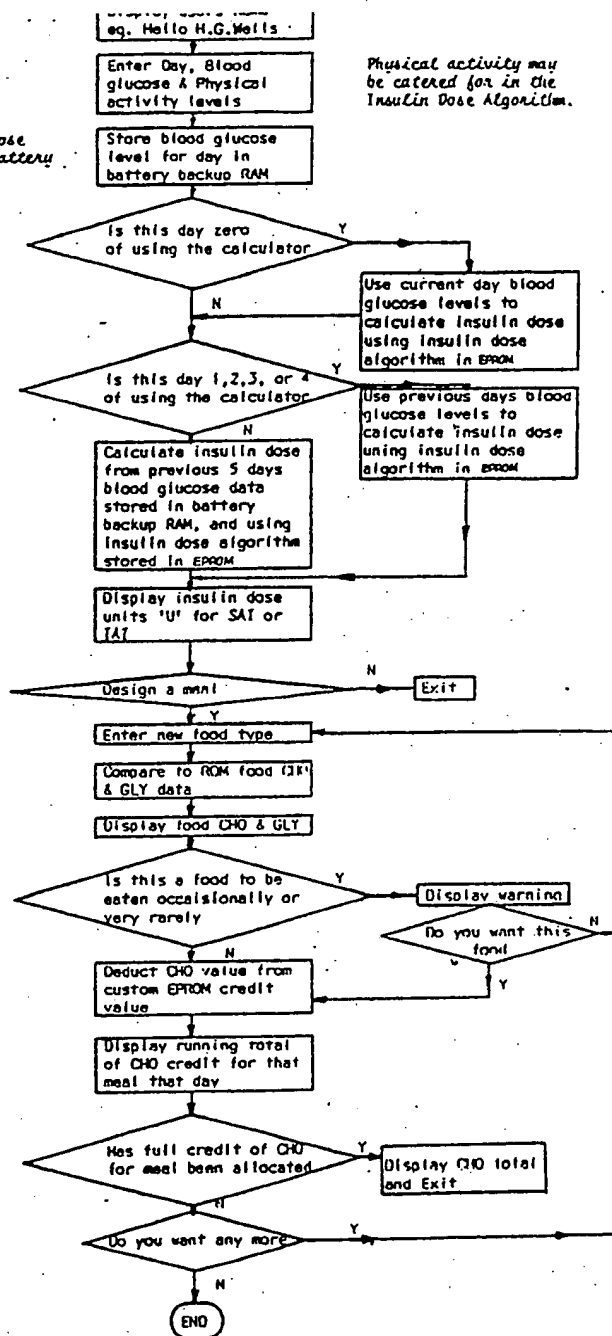 Display users name
eg. Hello H.G.Wells
Enter Day, Blood
glucose & Physical
activity levels
Physical activity may
be catered for in the
Insulin Dose Algorithm.
ose
attery
Store blood glucose
level for day in
battery backup RAM
Is this day zero
of using the calculator
Y
N
Use current day blood
glucose levels to
calculate insulin dose
using insulin dose
algorithm in EPROM
Is this day 1,2,3, or 4
of using the calculator
Y
N
Use previous days blood
glucose levels to
calculate insulin dose
uning insulin dose
algorithm in EPROM
Calculate insulin dose
from previous 5 days
blood glucose data
stored in battery
backup RAM, and using
insulin dose algorithm
stored in EPROM
Display insulin dose
units 'U' for SAI or
IAI
Design a meal
N
Exit
Y
Enter new food type
Compare to ROM food CHO
& GLY data
Display food CHO & GLY
Is this a food to be
eaten occaisionally or
very rarely
Y
Display warning
N
Do you want this
food
N
Y
Deduct CHO value from
custom EPROM credit
value
Display running total
of CHO credit for that
meal that day
Has full credit of CHO
for meal been allocated
Y
Display CHO total
and Exit
N
Do you want any more
Y
N
END